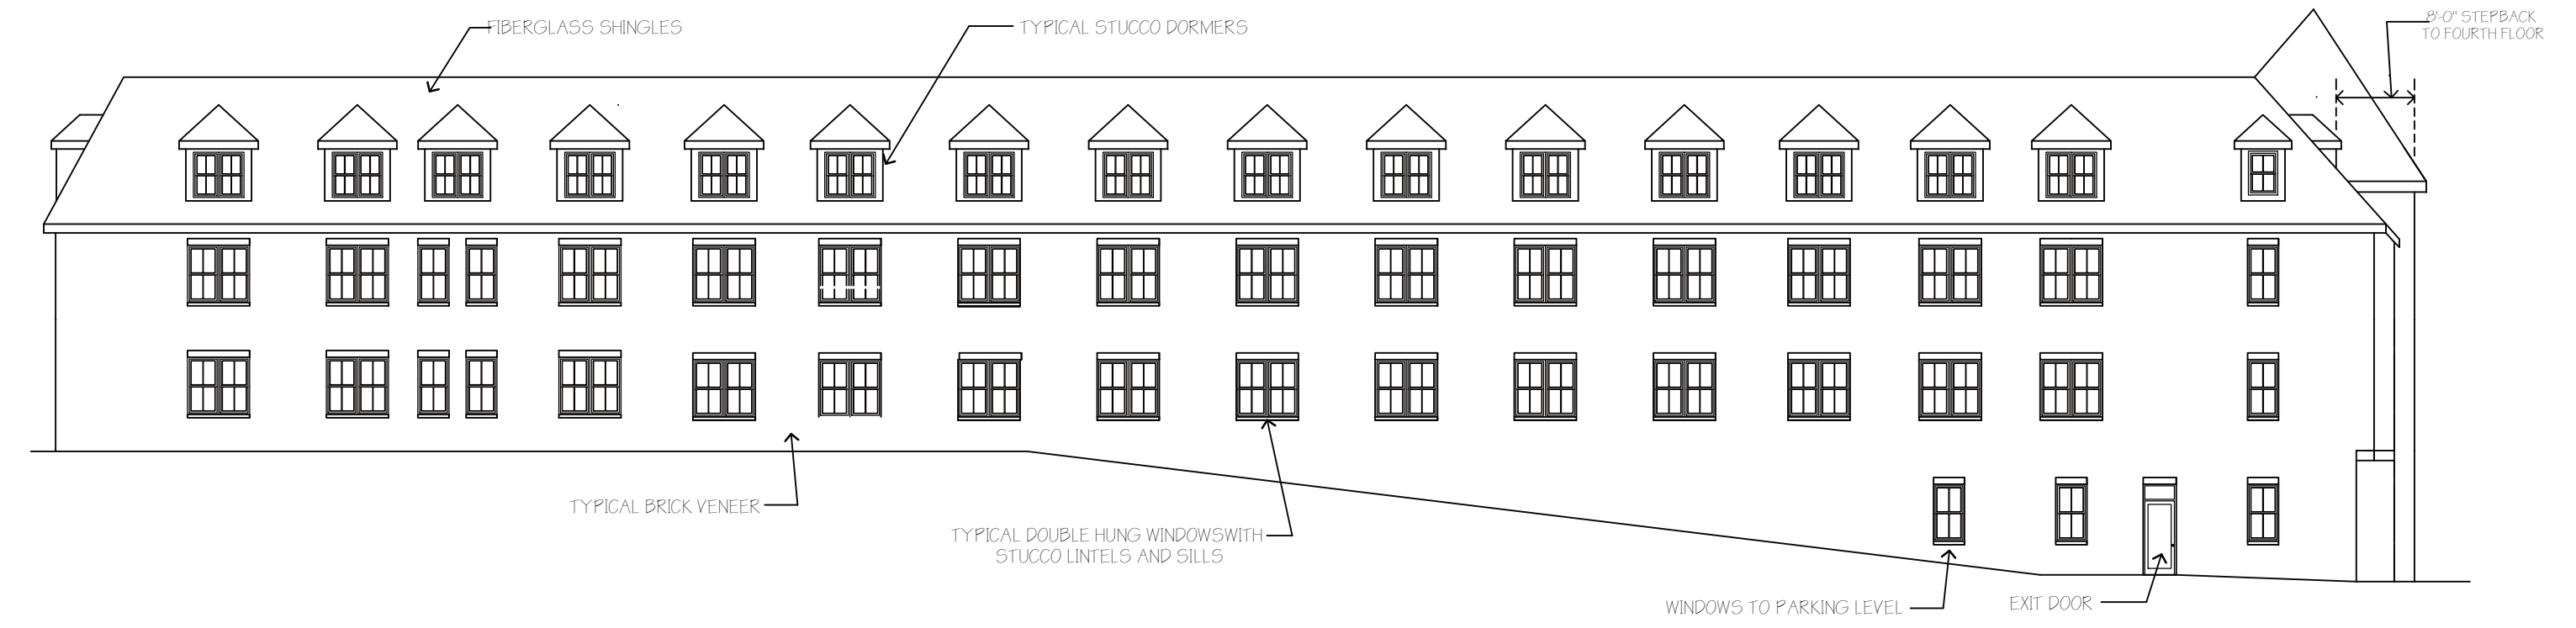 FIBERGLASS SHINGLES
TYPICAL STUCCO DORMERS
8'-0" STEPBACK
TO FOURTH FLOOR
TYPICAL BRICK VENEER
TYPICAL DOUBLE HUNG WINDOWSWITH
STUCCO LINTELS AND SILLS
WINDOWS TO PARKING LEVEL
EXIT DOOR